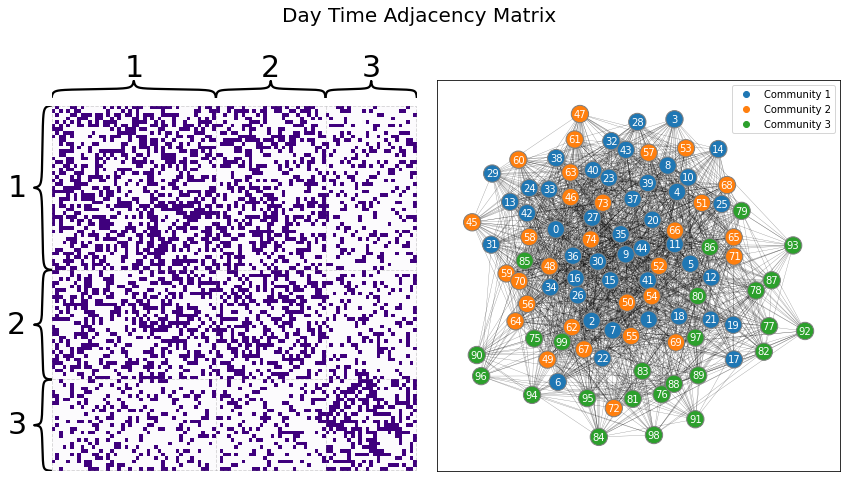 Day Time Adjacency Matrix
1 2 3
1
2
3
Community 1
Community 2
Community 3
47 28 3
61 32 43 57 53 14
60 38 63 40 23 8 10 68
29 24 33 46 73 37 39 4 51 25 79
13 42 27 20
45 0 58 74 35 66 65
31 85 36 30 9 44 11 86 71 93
59 70 48 16 15 41 52 5 12 87
34 26 50 54 80 78
56 64 62 2 7 1 18 21 19 77 92
75 99 67 55 69 97 82
90 49 22 17
96 6 83 88 89
94 95 72 81 76 91
84 98